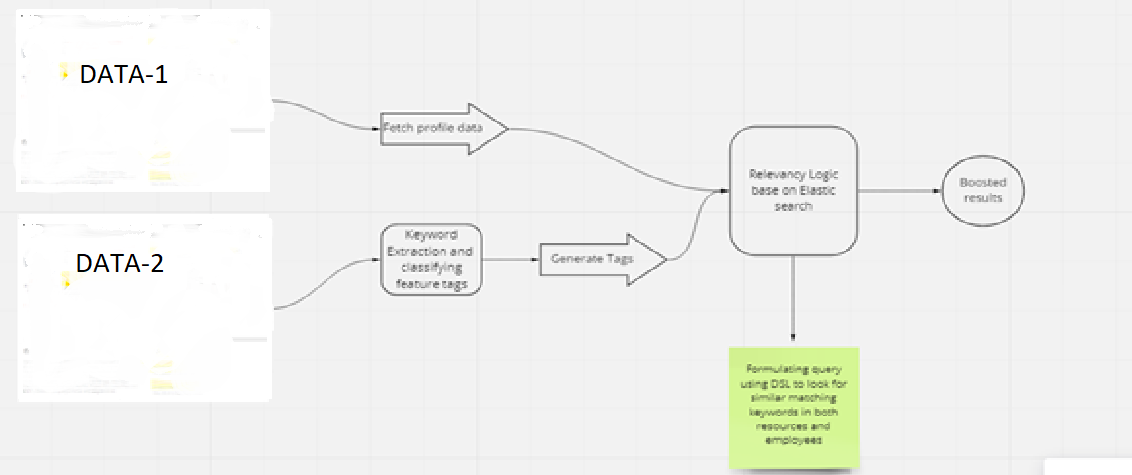 DATA-1
Fetch profile data
DATA-2
Keyword
Extraction and
classifying
feature tags
Generate Tags
Relevancy Logic
base on Elastic
search
Boosted
results
Formulating query
using DSL to look for
similar matching
keywords in both
resources and
employees